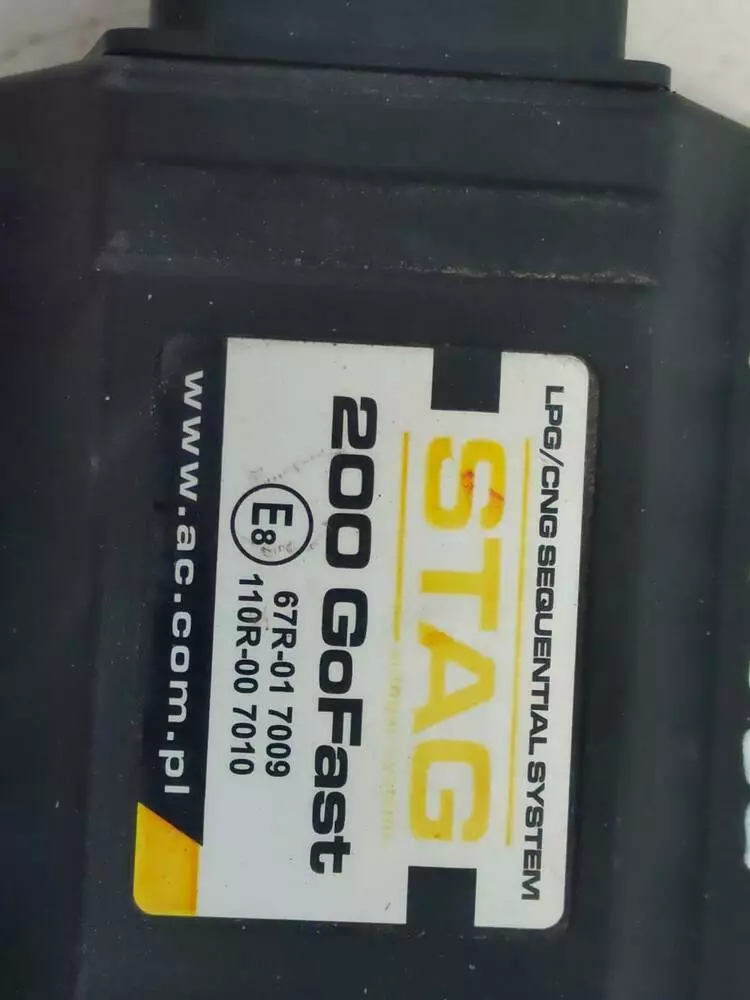 LPG/CNG SEQUENTIAL SYSTEM
STAG
200 GoFast
E8
67R-01 7009
110R-00 7010
www.ac.com.pl